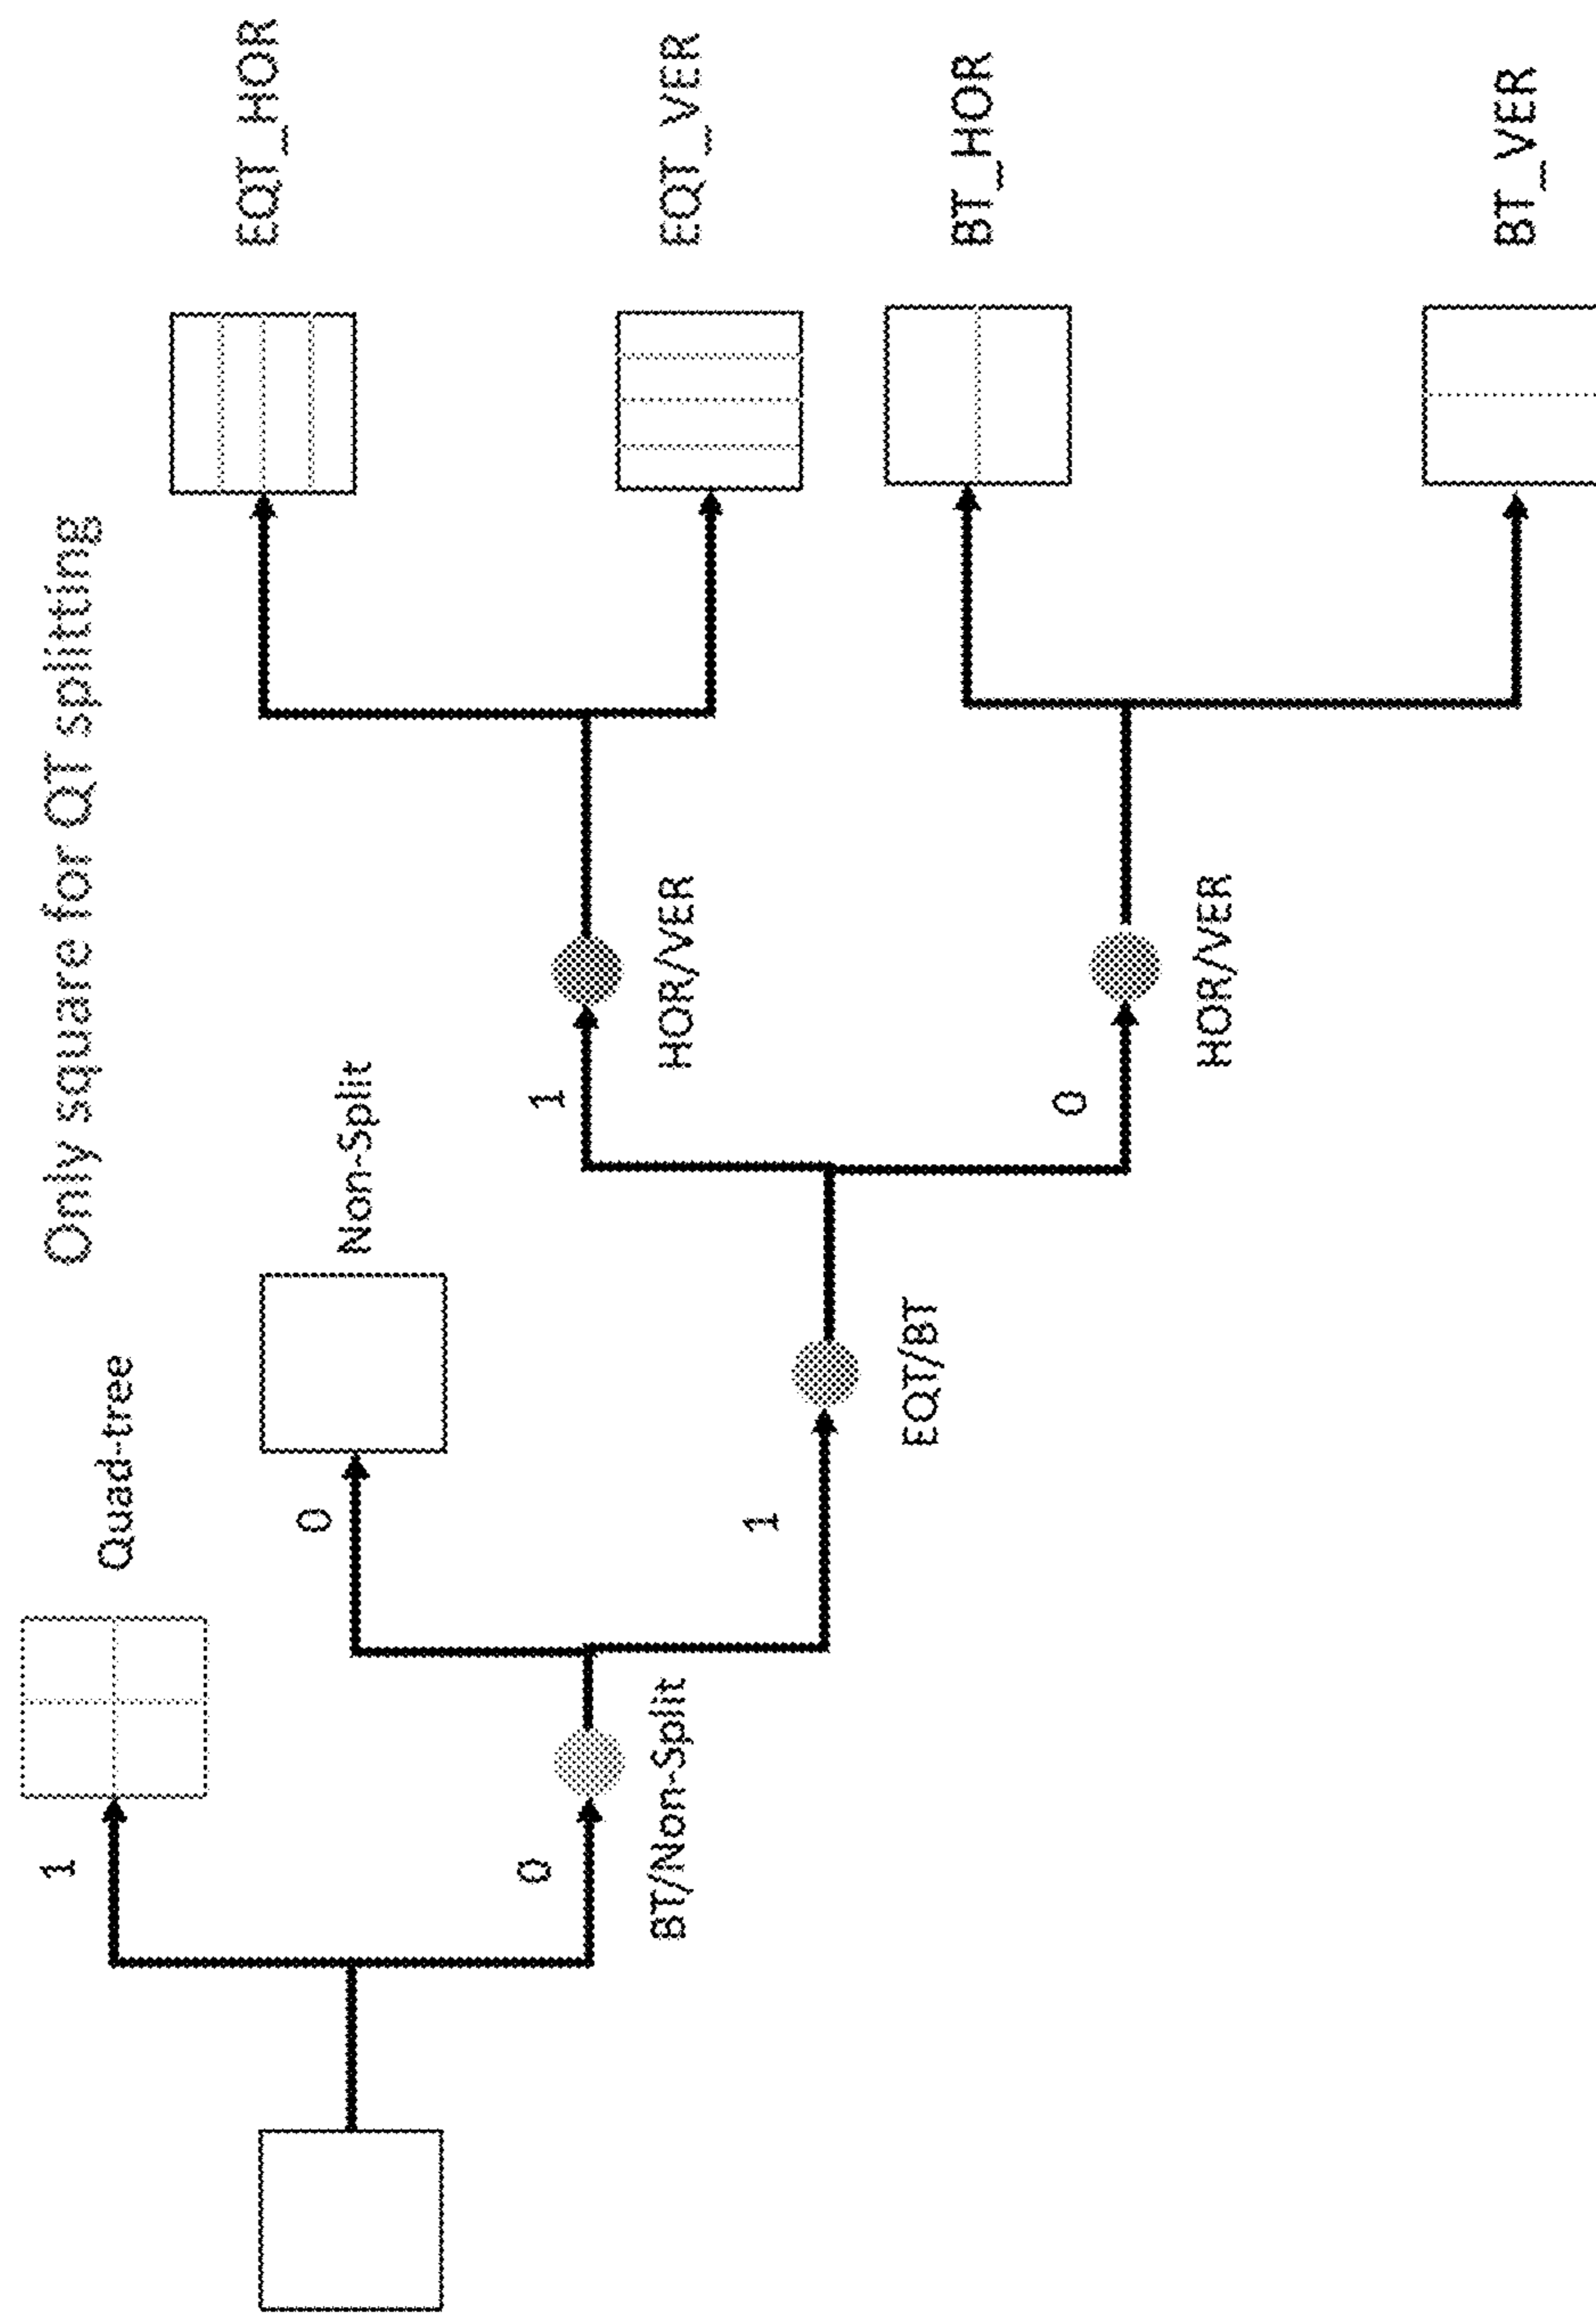 Only square for QT splitting
1
Quad-tree
0
BT/Non-Split
0
Non-Split
1
EQT/BT
1
HOR/VER
0
HOR/VER
EQT_HOR
EQT_VER
BT_HOR
BT_VER